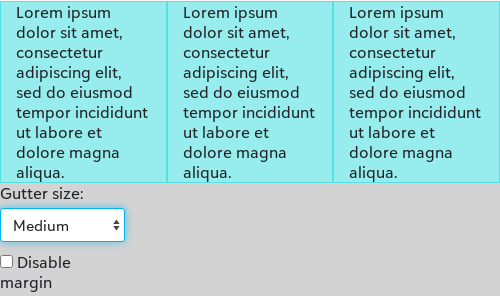 Lorem ipsum
dolor sit amet,
consectetur
adipiscing elit,
sed do eiusmod
tempor incididunt
ut labore et
dolore magna
aliqua.
Lorem ipsum
dolor sit amet,
consectetur
adipiscing elit,
sed do eiusmod
tempor incididunt
ut labore et
dolore magna
aliqua.
Lorem ipsum
dolor sit amet,
consectetur
adipiscing elit,
sed do eiusmod
tempor incididunt
ut labore et
dolore magna
aliqua.
Gutter size:
Medium
Disable
margin